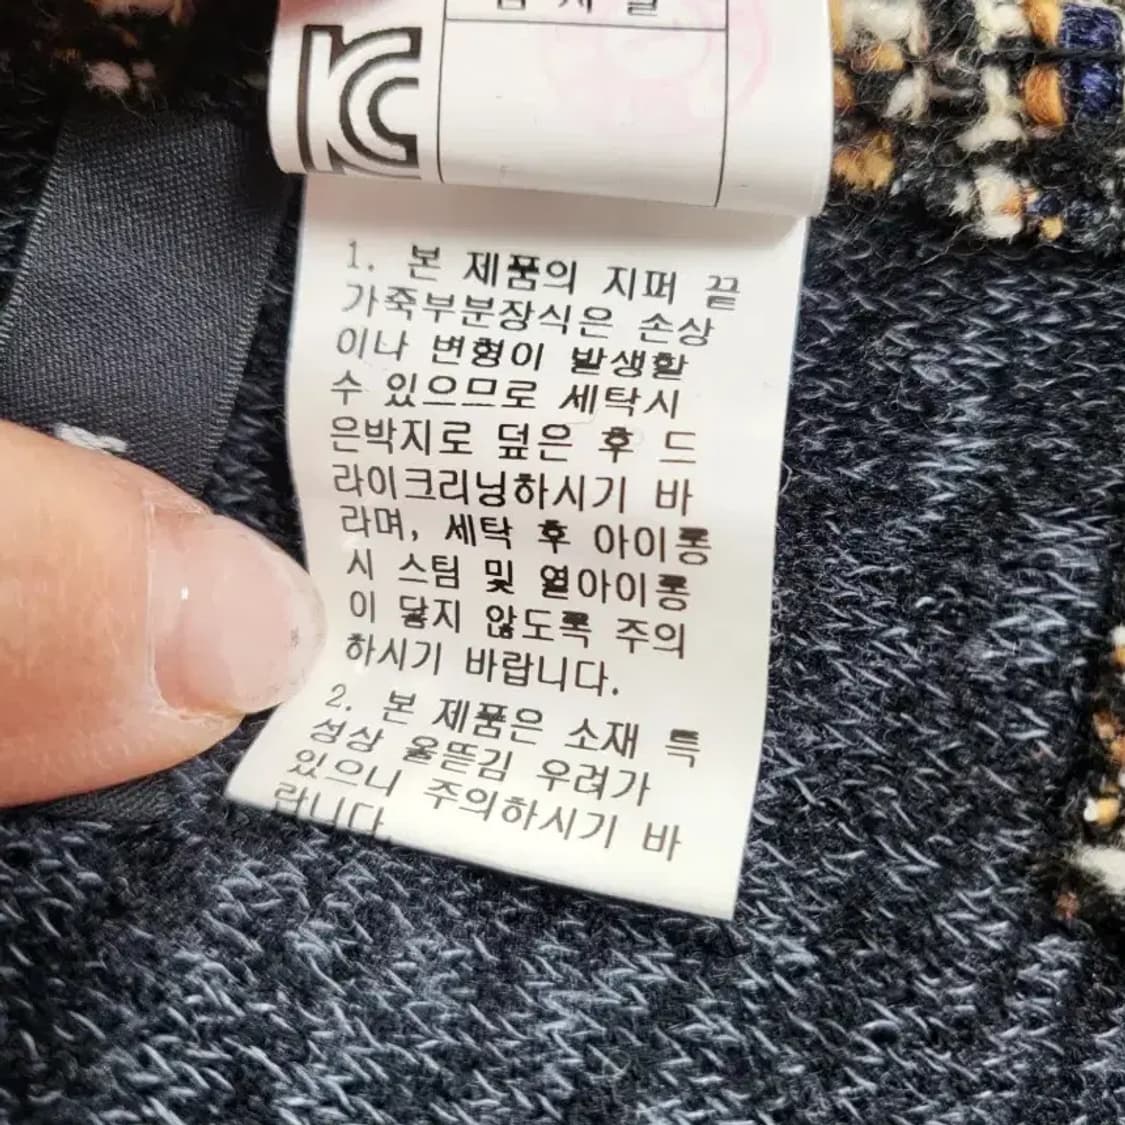 KC
1. 본 제품의 지퍼 끝
가죽부분장식은 손상
이나 변형이 발생할
수 있으므로 세탁시
은박지로 덮은 후 드
라이크리닝하시기 바
라며, 세탁 후 아이롱
시 스팀 및 열아이롱
이 닿지 않도록 주의
하시기 바랍니다.
2. 본 제품은 소재 특
성상 올뜯김 우려가
있으니 주의하시기 바
랍니다.